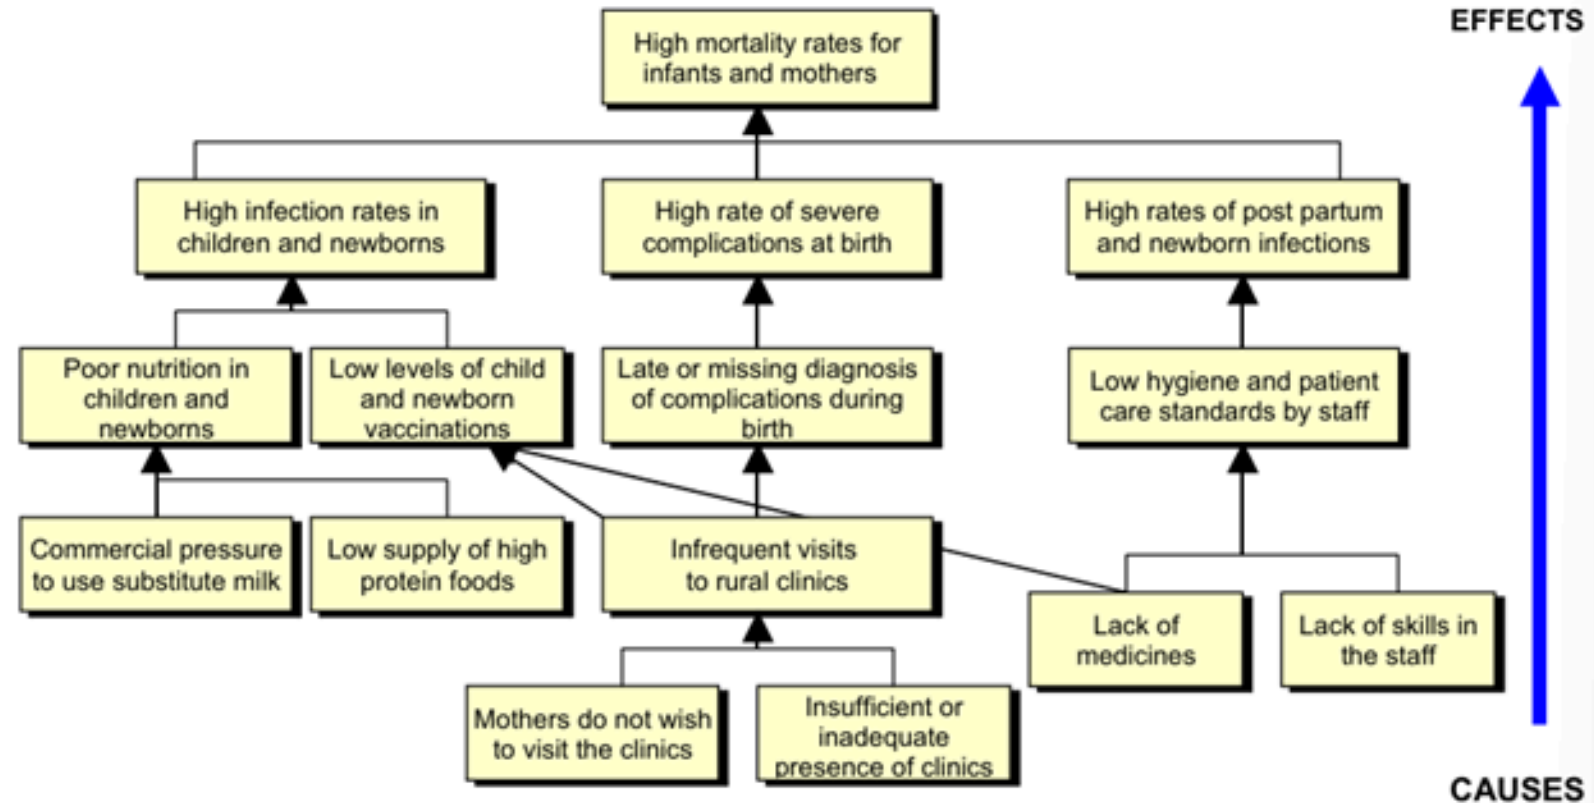 EFFECTS
High mortality rates for
infants and mothers
High infection rates in
children and newborns
High rate of severe
complications at birth
High rates of post partum
and newborn infections
Poor nutrition in
children and
newborns
Low levels of child
and newborn
vaccinations
Late or missing diagnosis
of complications during
birth
Low hygiene and patient
care standards by staff
Commercial pressure
to use substitute milk
Low supply of high
protein foods
Infrequent visits
to rural clinics
Lack of
medicines
Lack of skills in
the staff
Mothers do not wish
to visit the clinics
Insufficient or
inadequate
presence of clinics
CAUSES